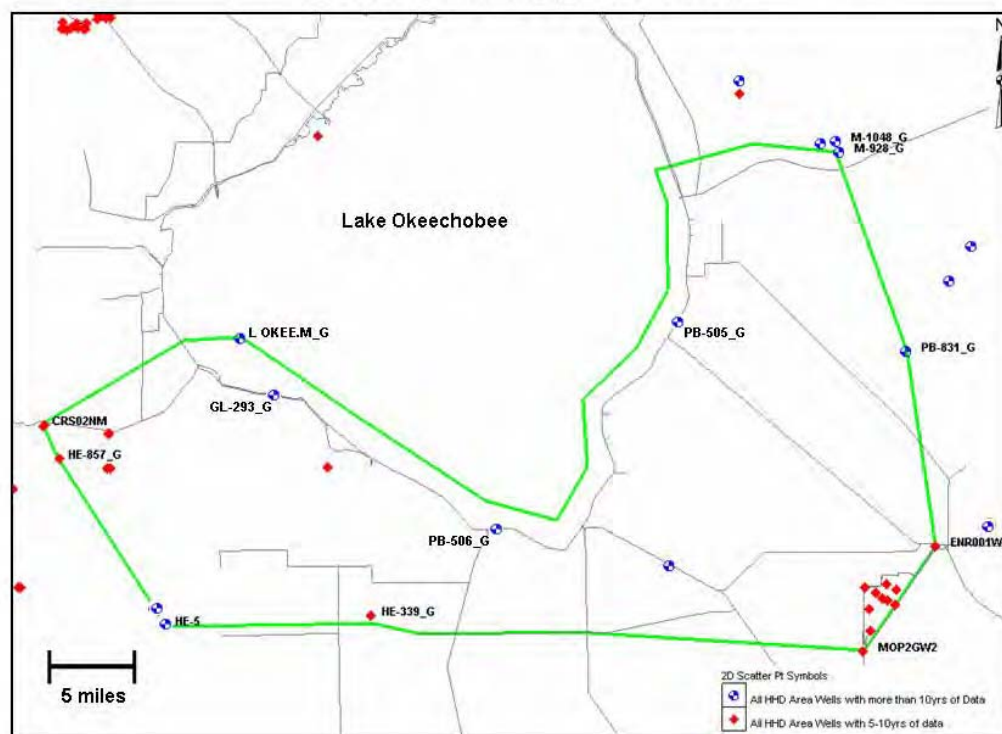 N
M-1048_G
M-928_G
Lake Okeechobee
L OKEE.M_G
PB-505_G
PB-831_G
GL-293_G
CRS02NM
HE-857_G
PB-506_G
ENR001W
HE-339_G
HE-5
MOP2GW2
5 miles
2D Scatter Pt Symbols
All HHD Area Wells with more than 10yrs of Data
All HHD Area Wells with 5-10yrs of data